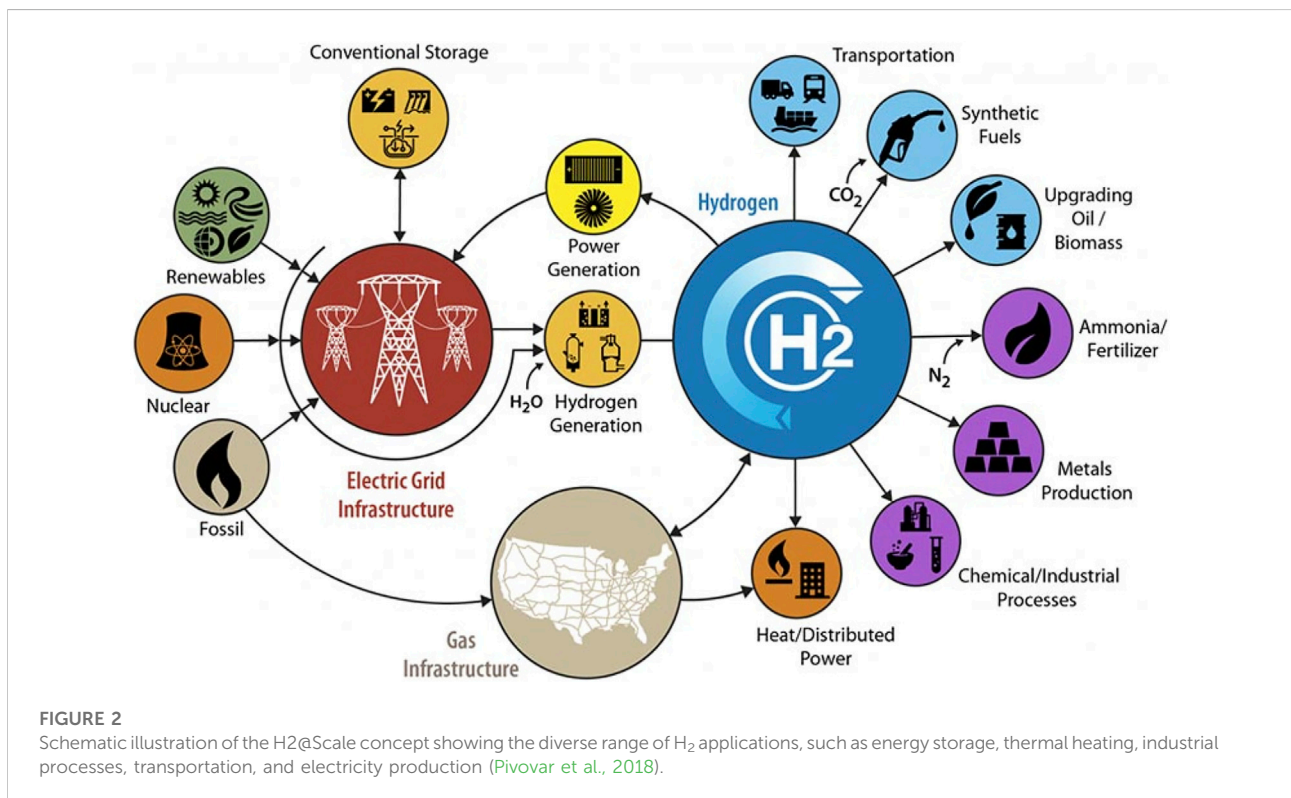 Conventional Storage
Transportation
Synthetic
Fuels
CO₂
Renewables
Power
Generation
Hydrogen
Upgrading
Oil /
Biomass
Nuclear
H₂O
Hydrogen
Generation
H2
N₂
Ammonia/
Fertilizer
Fossil
Electric Grid
Infrastructure
Metals
Production
Gas
Infrastructure
Heat/Distributed
Power
Chemical/Industrial
Processes
FIGURE 2
Schematic illustration of the H2@Scale concept showing the diverse range of H₂ applications, such as energy storage, thermal heating, industrial
processes, transportation, and electricity production (Pivovar et al., 2018).